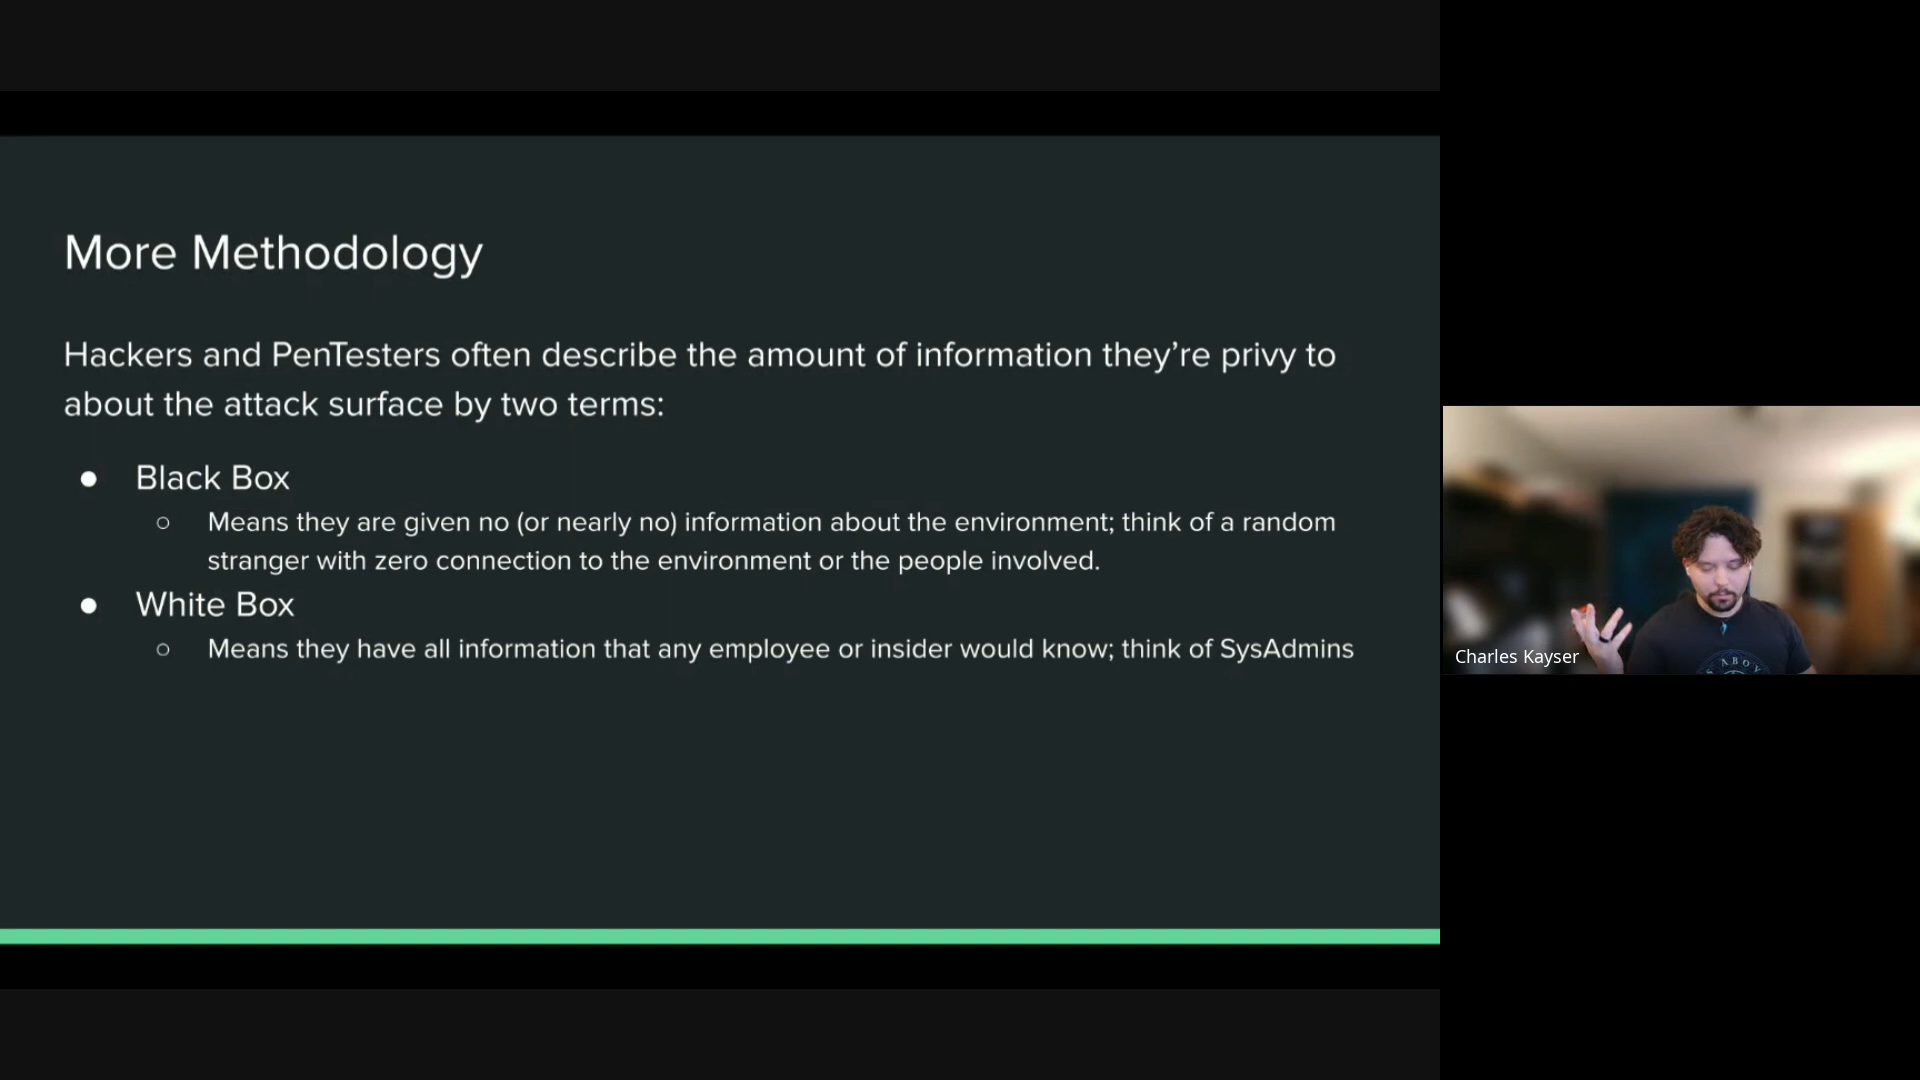 More Methodology
Hackers and PenTesters often describe the amount of information they’re privy to
about the attack surface by two terms:
● Black Box
○ Means they are given no (or nearly no) information about the environment; think of a random
stranger with zero connection to the environment or the people involved.
● White Box
○ Means they have all information that any employee or insider would know; think of SysAdmins
Charles Kayser
ABOV